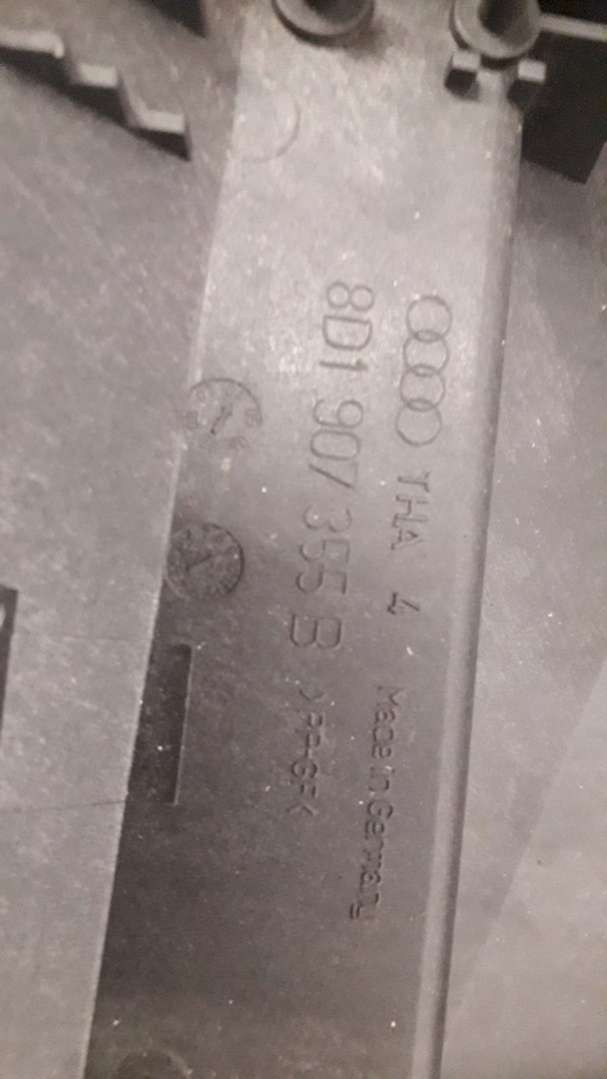 THA 4 Made in Germany
8D1 907 355 B >PP-GF<